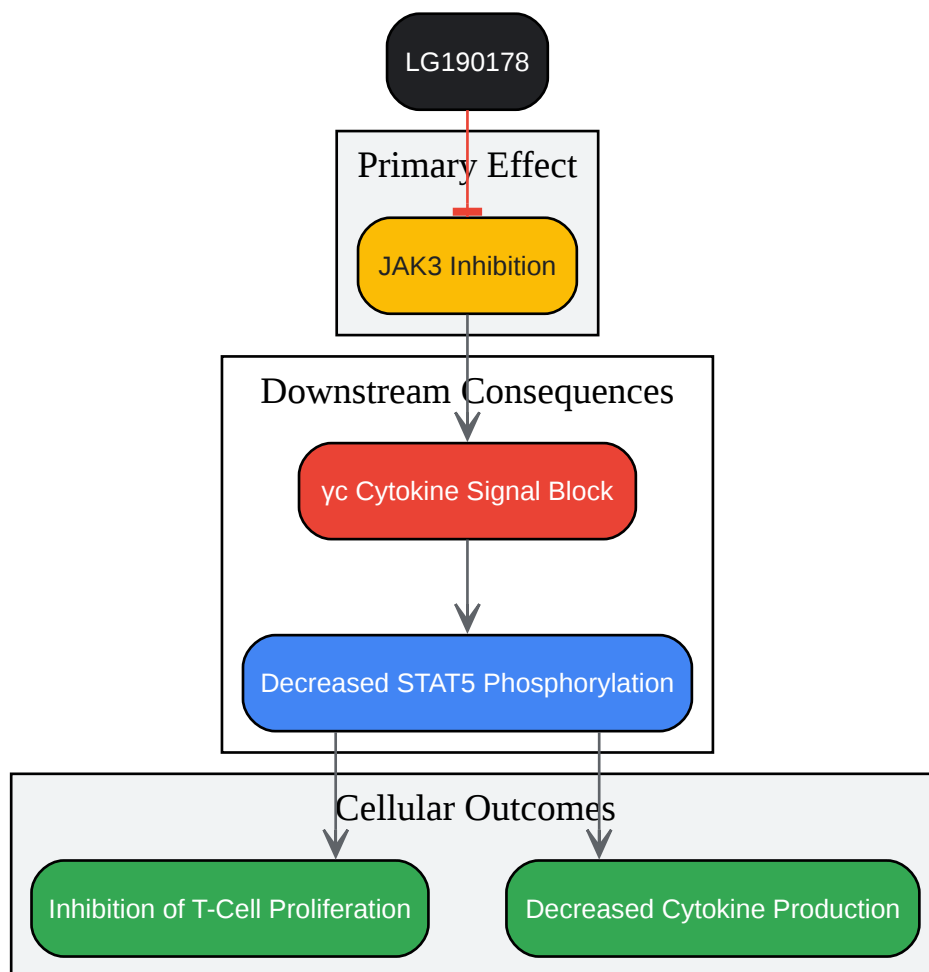 LG190178
Primary Effect
JAK3 Inhibition
Downstream Consequences
γc Cytokine Signal Block
Decreased STAT5 Phosphorylation
Cellular Outcomes
Inhibition of T-Cell Proliferation
Decreased Cytokine Production